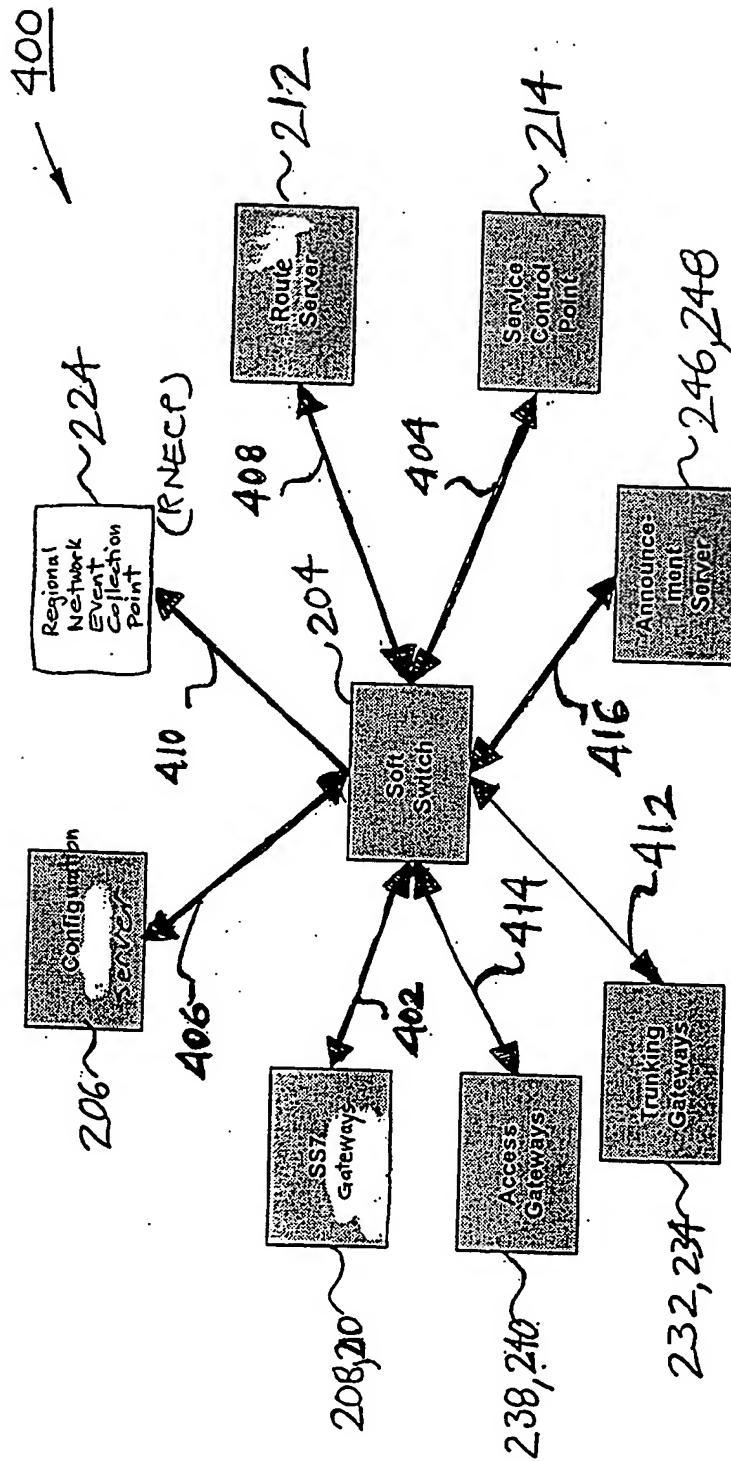 400
Regional
Network
Event
Collection
Point
224
(RNECP)
Configuration
Server
206
406
410
408
Route
Server
212
204
Soft
Switch
404
Service
Control
Point
214
SS7
Gateways
208,210
402
Access
Gateways
238,240
414
Trunking
Gateways
232,234
412
416
Announce-
ment
Server
246,248